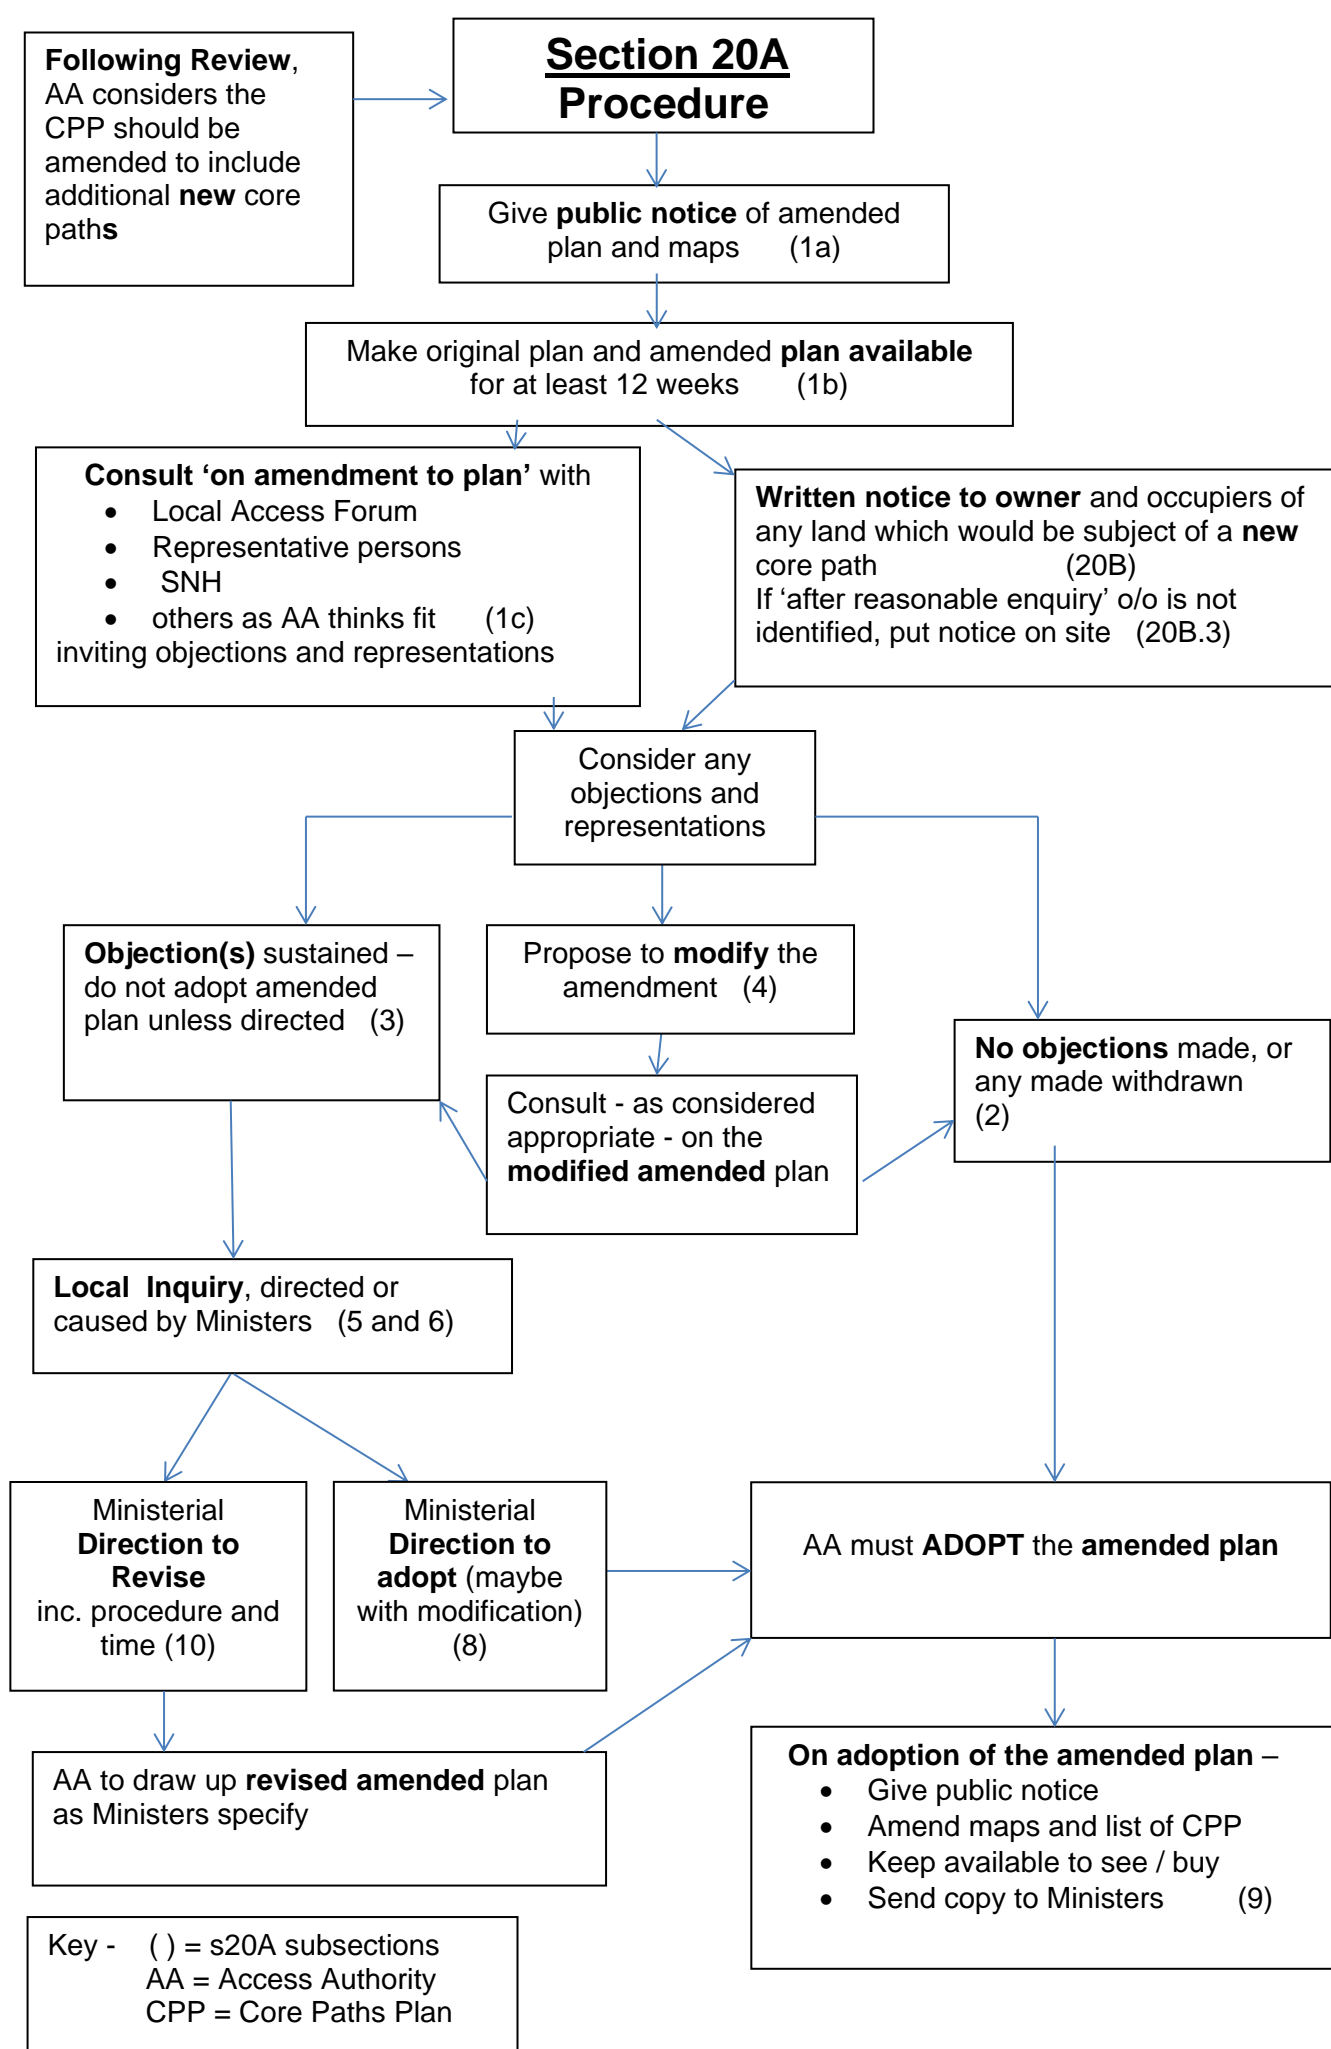 Following Review,
AA considers the
CPP should be
amended to include
additional new core
paths
Section 20A
Procedure
Give public notice of amended
plan and maps (1a)
Make original plan and amended plan available
for at least 12 weeks (1b)
Consult ‘on amendment to plan’ with
• Local Access Forum
• Representative persons
• SNH
• others as AA thinks fit (1c)
inviting objections and representations
Written notice to owner and occupiers of
any land which would be subject of a new
core path (20B)
If ‘after reasonable enquiry’ o/o is not
identified, put notice on site (20B.3)
Consider any
objections and
representations
Objection(s) sustained –
do not adopt amended
plan unless directed (3)
Propose to modify the
amendment (4)
No objections made, or
any made withdrawn
(2)
Consult - as considered
appropriate - on the
modified amended plan
Local Inquiry, directed or
caused by Ministers (5 and 6)
Ministerial
Direction to
Revise
inc. procedure and
time (10)
Ministerial
Direction to
adopt (maybe
with modification)
(8)
AA must ADOPT the amended plan
AA to draw up revised amended plan
as Ministers specify
On adoption of the amended plan –
• Give public notice
• Amend maps and list of CPP
• Keep available to see / buy
• Send copy to Ministers (9)
Key - ( ) = s20A subsections
AA = Access Authority
CPP = Core Paths Plan